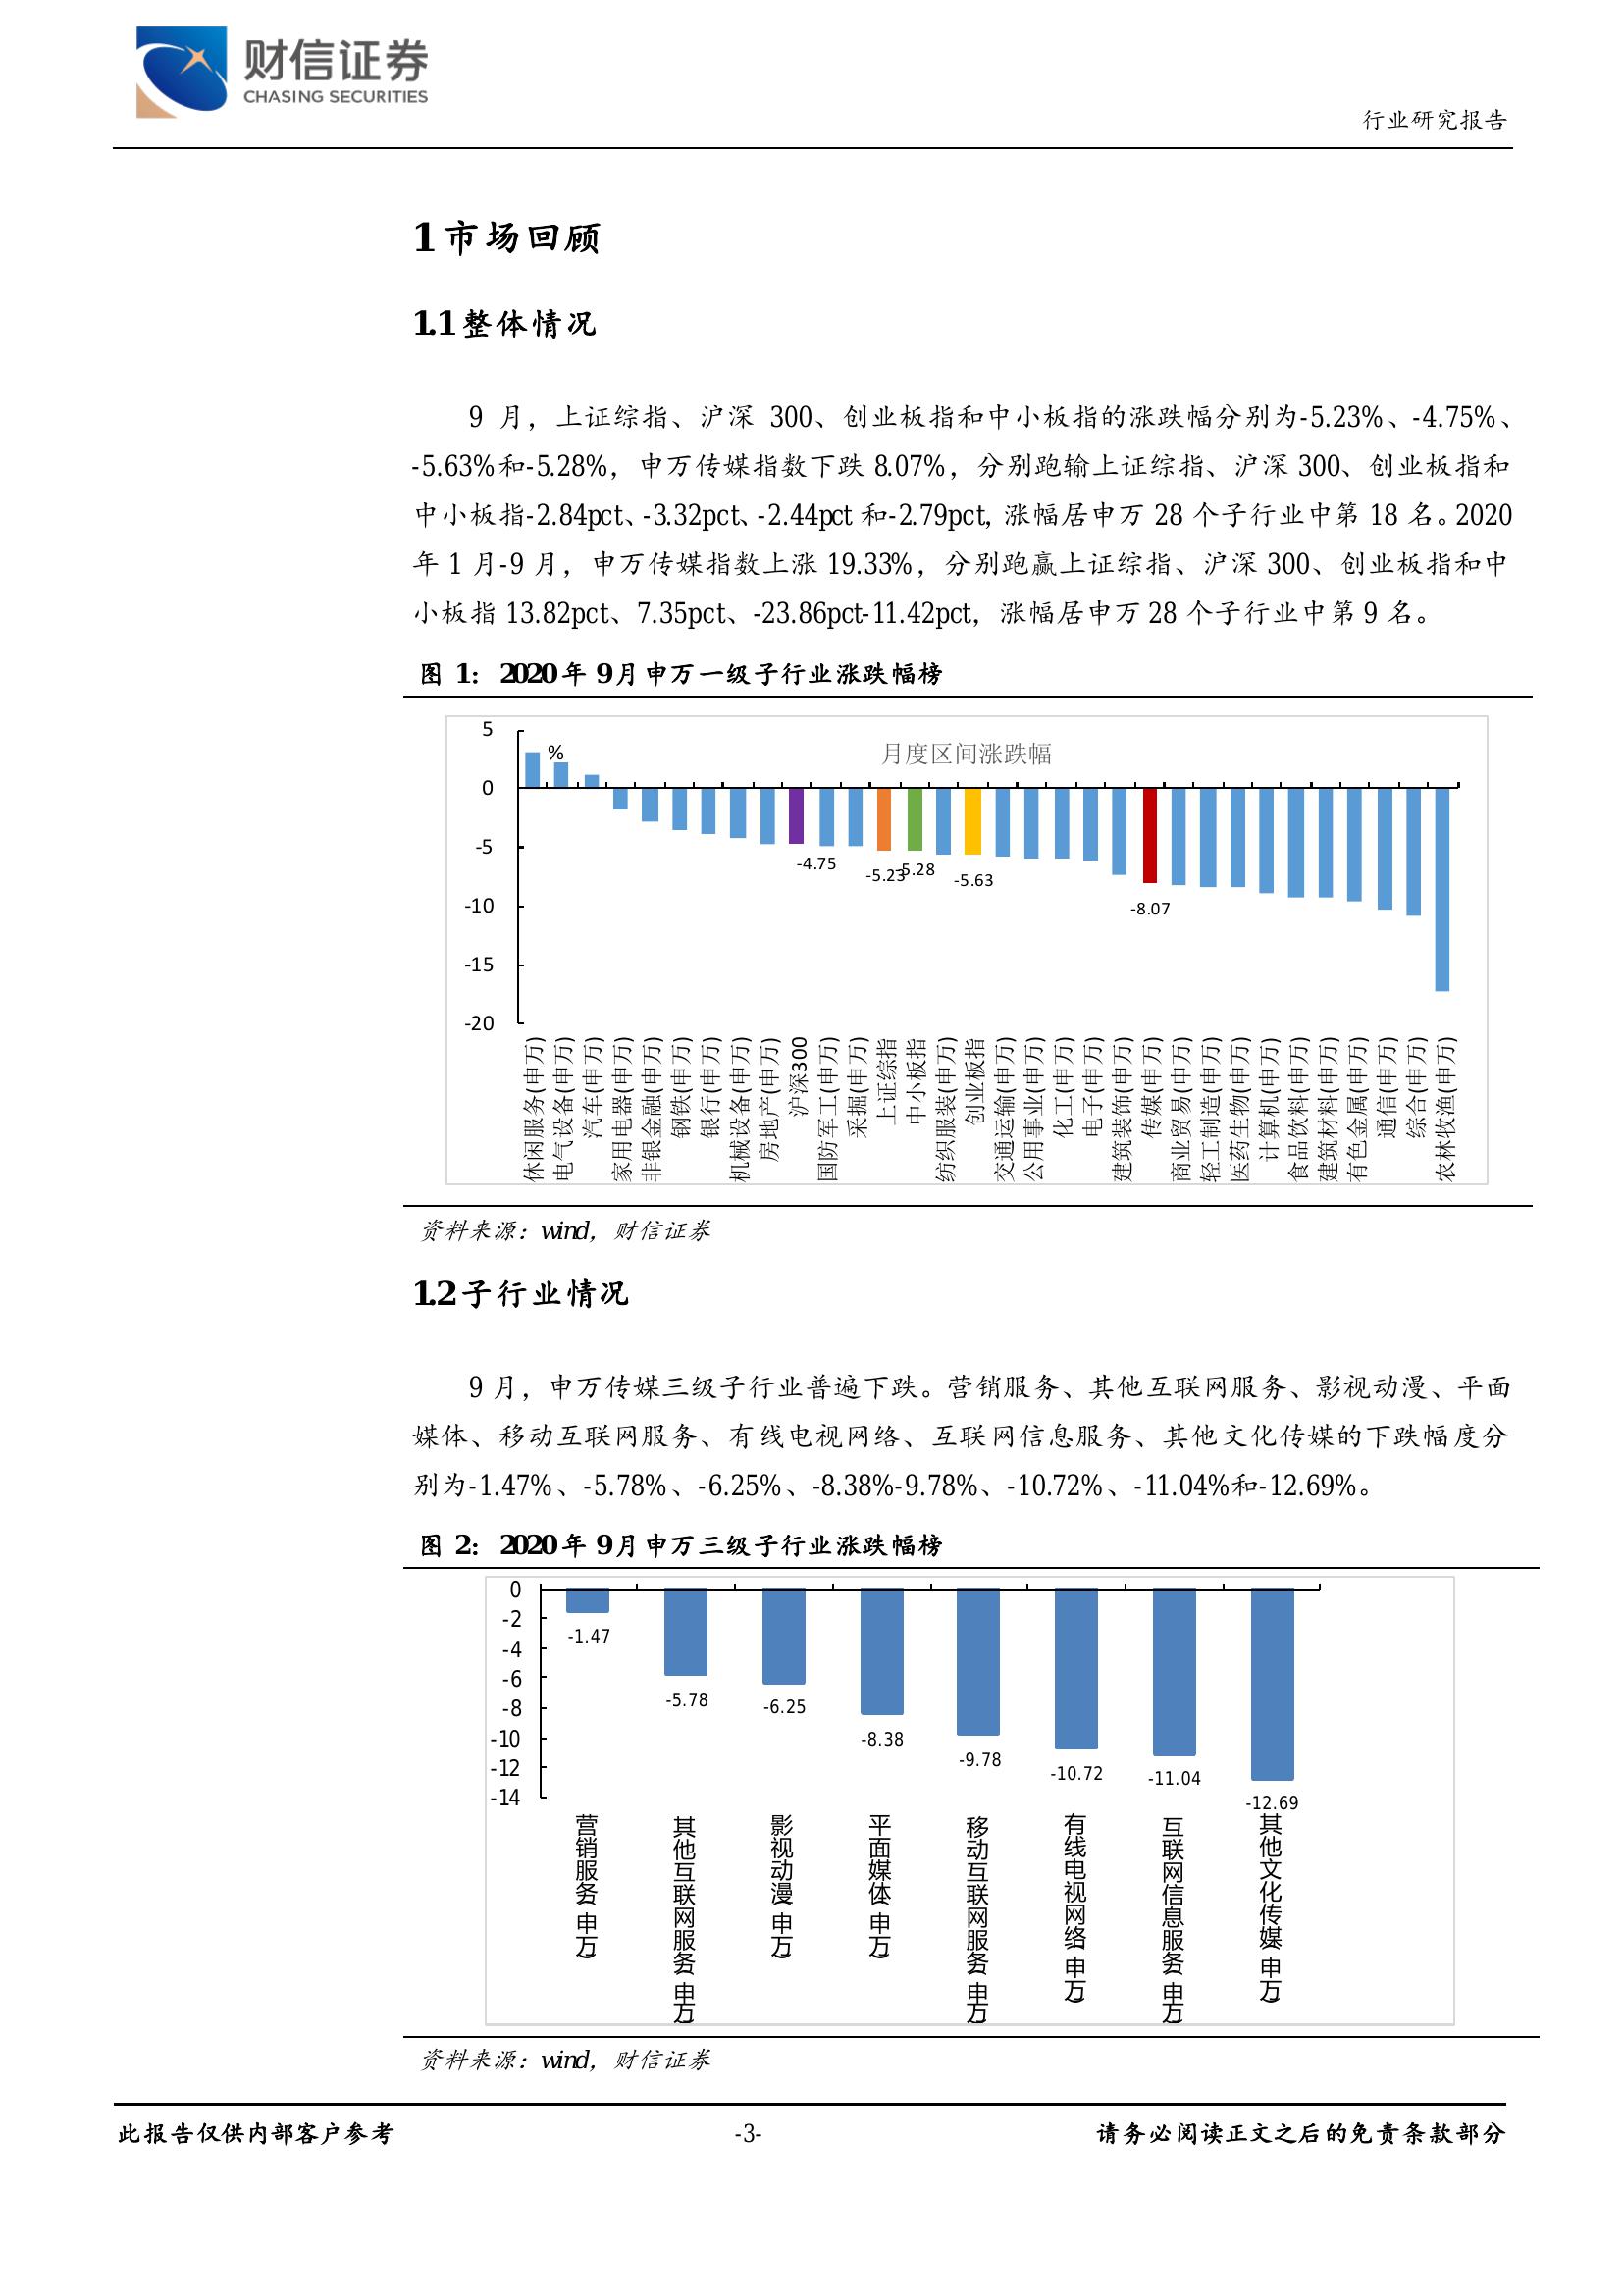 财信证券
CHASING SECURITIES
行业研究报告
1 市场回顾
1.1 整体情况
9 月，上证综指、沪深 300、创业板指和中小板指的涨跌幅分别为-5.23%、-4.75%、
-5.63%和-5.28%，申万传媒指数下跌 8.07%，分别跑输上证综指、沪深 300、创业板指和
中小板指-2.84pct、-3.32pct、-2.44pct 和-2.79pct，涨幅居申万 28 个子行业中第 18 名。2020
年 1 月-9 月，申万传媒指数上涨 19.33%，分别跑赢上证综指、沪深 300、创业板指和中
小板指 13.82pct、7.35pct、-23.86pct-11.42pct，涨幅居申万 28 个子行业中第 9 名。
图 1：2020 年 9 月申万一级子行业涨跌幅榜
月度区间涨跌幅
%
5
0
-5
-10
-15
-20
-4.75
-5.23
-5.28
-5.63
-8.07
休闲服务(申万)
电气设备(申万)
汽车(申万)
家用电器(申万)
非银金融(申万)
钢铁(申万)
银行(申万)
机械设备(申万)
房地产(申万)
沪深300
国防军工(申万)
采掘(申万)
上证综指
中小板指
纺织服装(申万)
创业板指
交通运输(申万)
公用事业(申万)
化工(申万)
电子(申万)
建筑装饰(申万)
传媒(申万)
商业贸易(申万)
轻工制造(申万)
医药生物(申万)
计算机(申万)
食品饮料(申万)
建筑材料(申万)
有色金属(申万)
通信(申万)
综合(申万)
农林牧渔(申万)
资料来源：wind，财信证券
1.2 子行业情况
9 月，申万传媒三级子行业普遍下跌。营销服务、其他互联网服务、影视动漫、平面
媒体、移动互联网服务、有线电视网络、互联网信息服务、其他文化传媒的下跌幅度分
别为-1.47%、-5.78%、-6.25%、-8.38%-9.78%、-10.72%、-11.04%和-12.69%。
图 2：2020 年 9 月申万三级子行业涨跌幅榜
0
-2
-4
-6
-8
-10
-12
-14
-1.47
-5.78
-6.25
-8.38
-9.78
-10.72
-11.04
-12.69
营销服务(申万)
其他互联网服务(申万)
影视动漫(申万)
平面媒体(申万)
移动互联网服务(申万)
有线电视网络(申万)
互联网信息服务(申万)
其他文化传媒(申万)
资料来源：wind，财信证券
此报告仅供内部客户参考
-3-
请务必阅读正文之后的免责条款部分